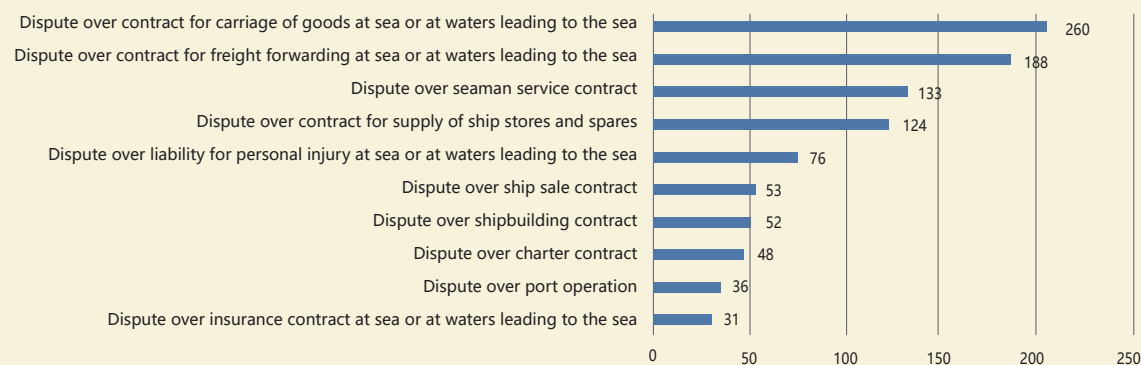 Dispute over contract for carriage of goods at sea or at waters leading to the sea 260
Dispute over contract for freight forwarding at sea or at waters leading to the sea 188
Dispute over seaman service contract 133
Dispute over contract for supply of ship stores and spares 124
Dispute over liability for personal injury at sea or at waters leading to the sea 76
Dispute over ship sale contract 53
Dispute over shipbuilding contract 52
Dispute over charter contract 48
Dispute over port operation 36
Dispute over insurance contract at sea or at waters leading to the sea 31
0 50 100 150 200 250